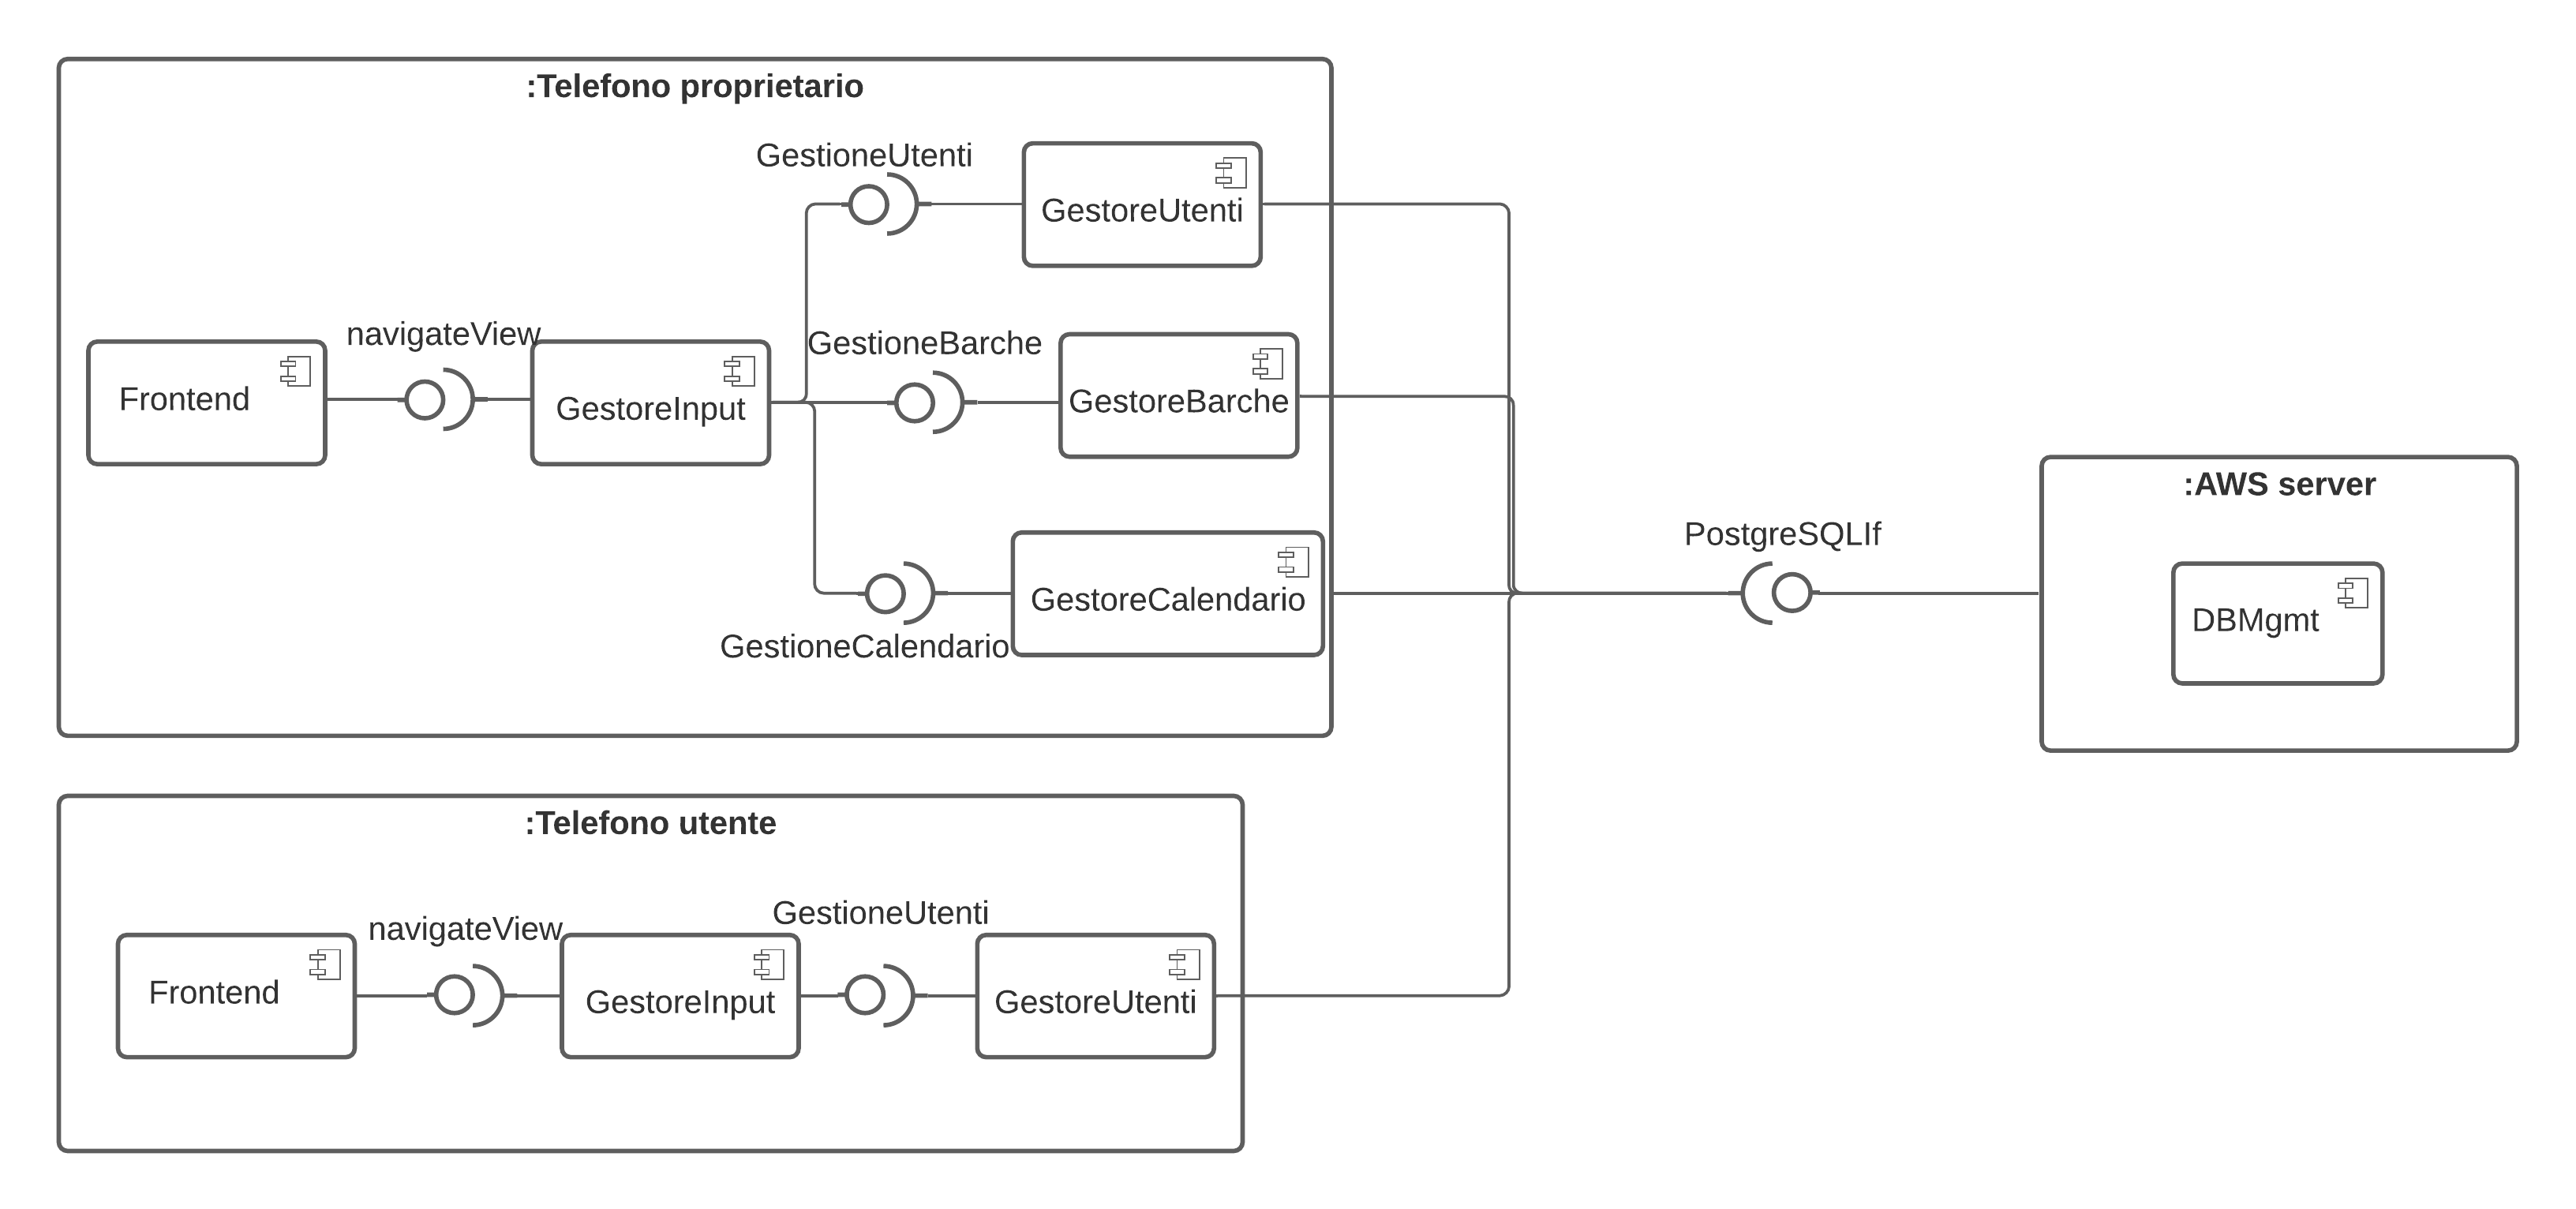 :Telefono proprietario
GestioneUtenti
GestoreUtenti
navigateView
GestioneBarche
Frontend
GestoreInput
GestoreBarche
GestioneCalendario
GestoreCalendario
PostgreSQLIf
:AWS server
DBMgmt
:Telefono utente
navigateView
GestioneUtenti
Frontend
GestoreInput
GestoreUtenti